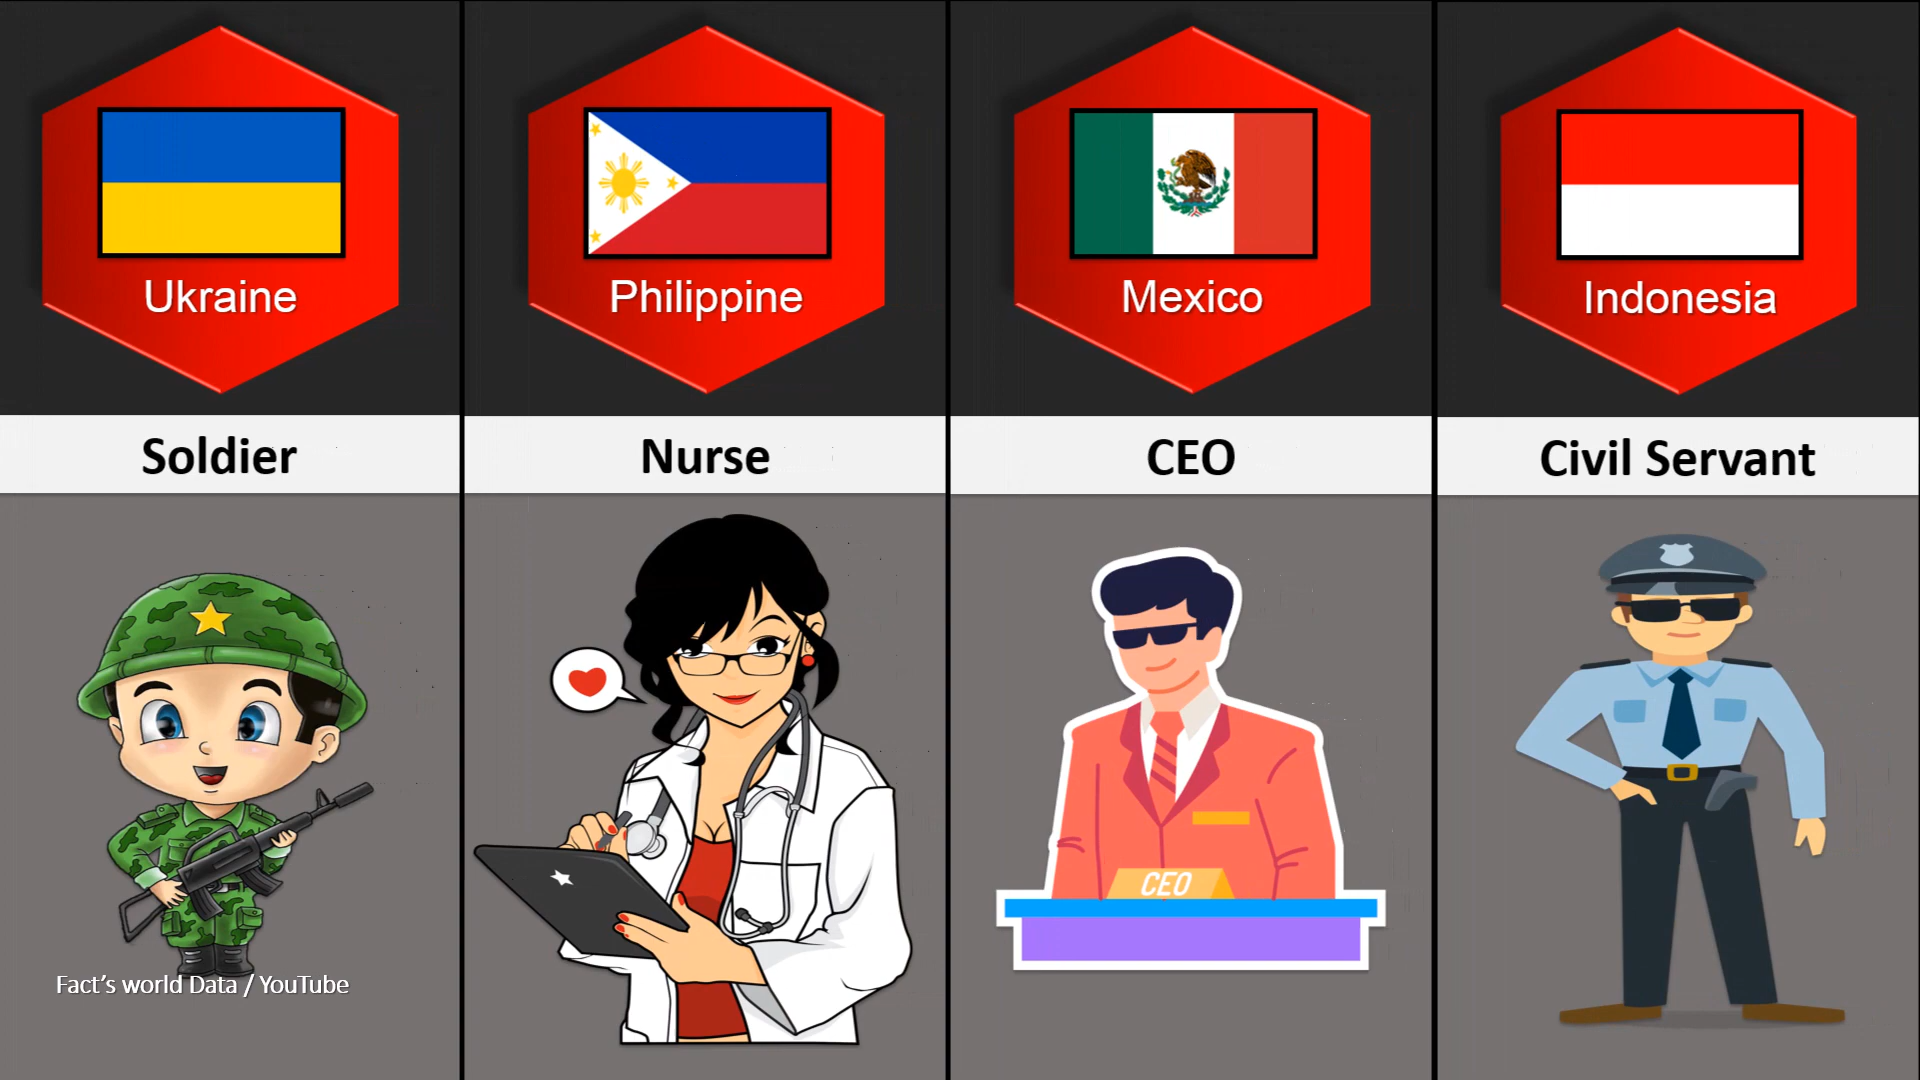 Ukraine
Philippine
Mexico
Indonesia
Soldier
Nurse
CEO
Civil Servant
CEO
Fact’s world Data / YouTube